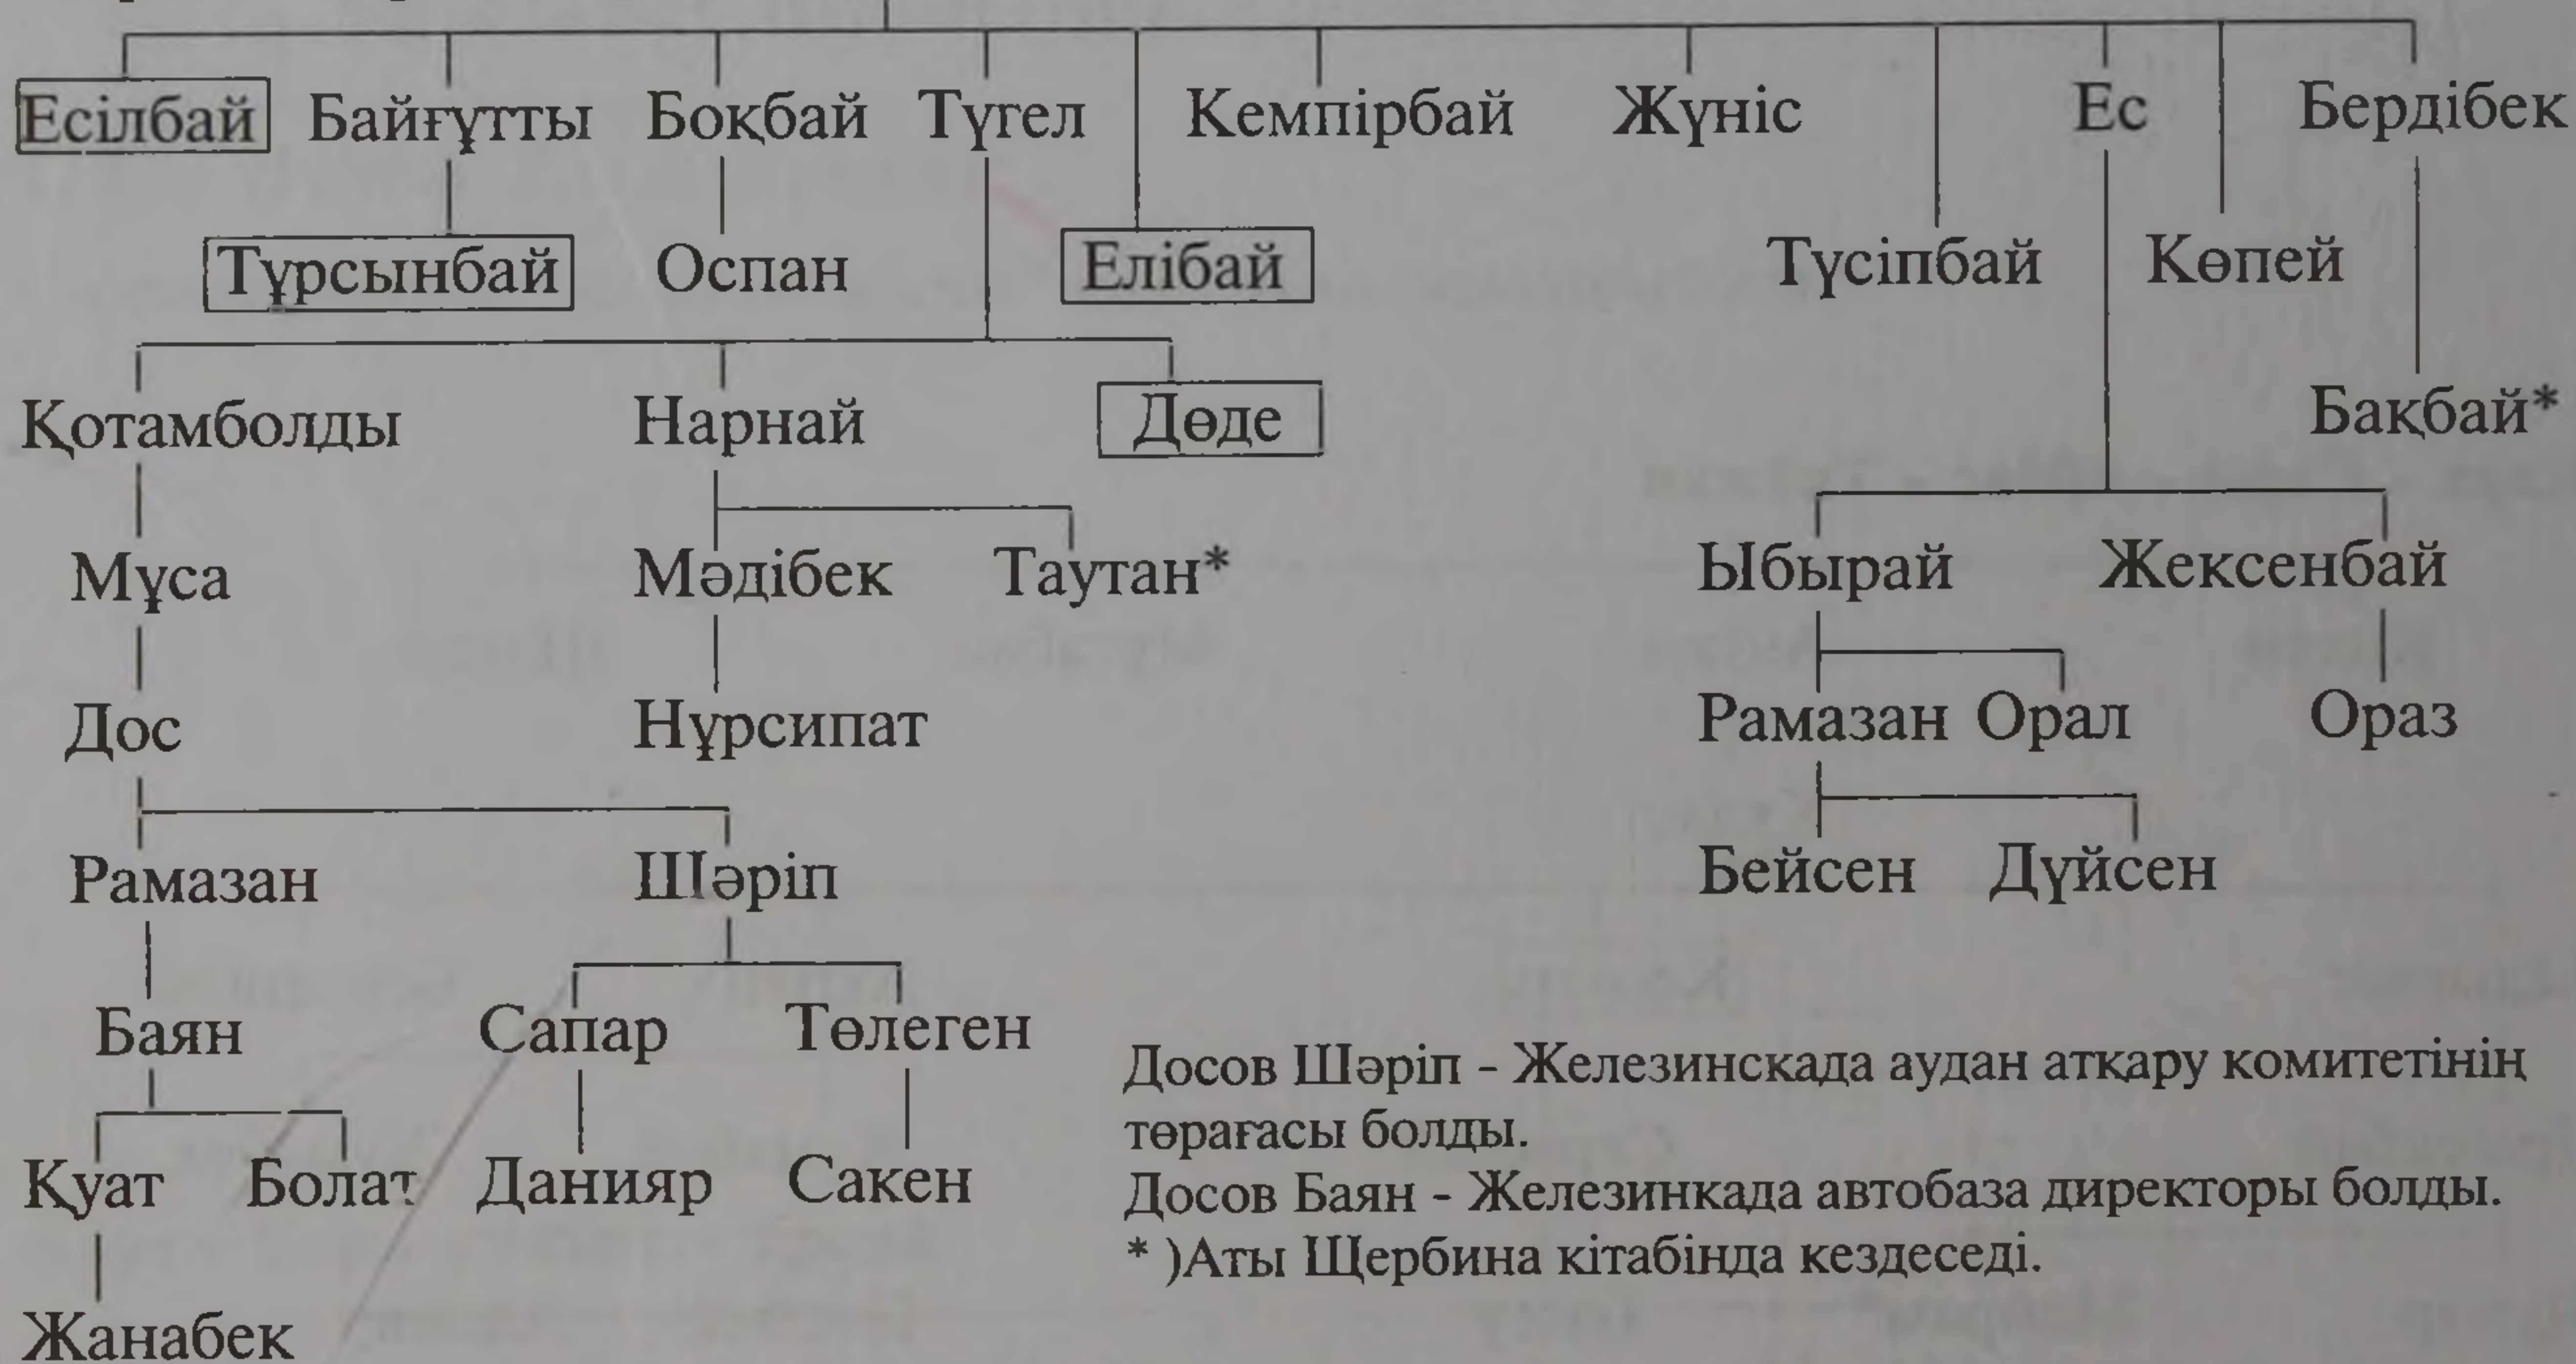 Есілбай Байғұтты Боқбай Түгел Кемпірбай Жүніс Ес Бердібек
Тұрсынбай Оспан Елібай Түсіпбай Көпей
Қотамболды Нарнай Дөде Бақбай*
Мұса Мәдібек Таутан* Ыбырай Жексенбай
Дос Нұрсипат Рамазан Орал Ораз
Рамазан Шәріп Бейсен Дүйсен
Баян Сапар Төлеген
Досов Шәріп - Железинскада аудан атқару комитетінің
төрағасы болды.
Қуат Болат Данияр Сакен
Досов Баян - Железинкада автобаза директоры болды.
* )Аты Щербина кітабінда кездеседі.
Жанабек